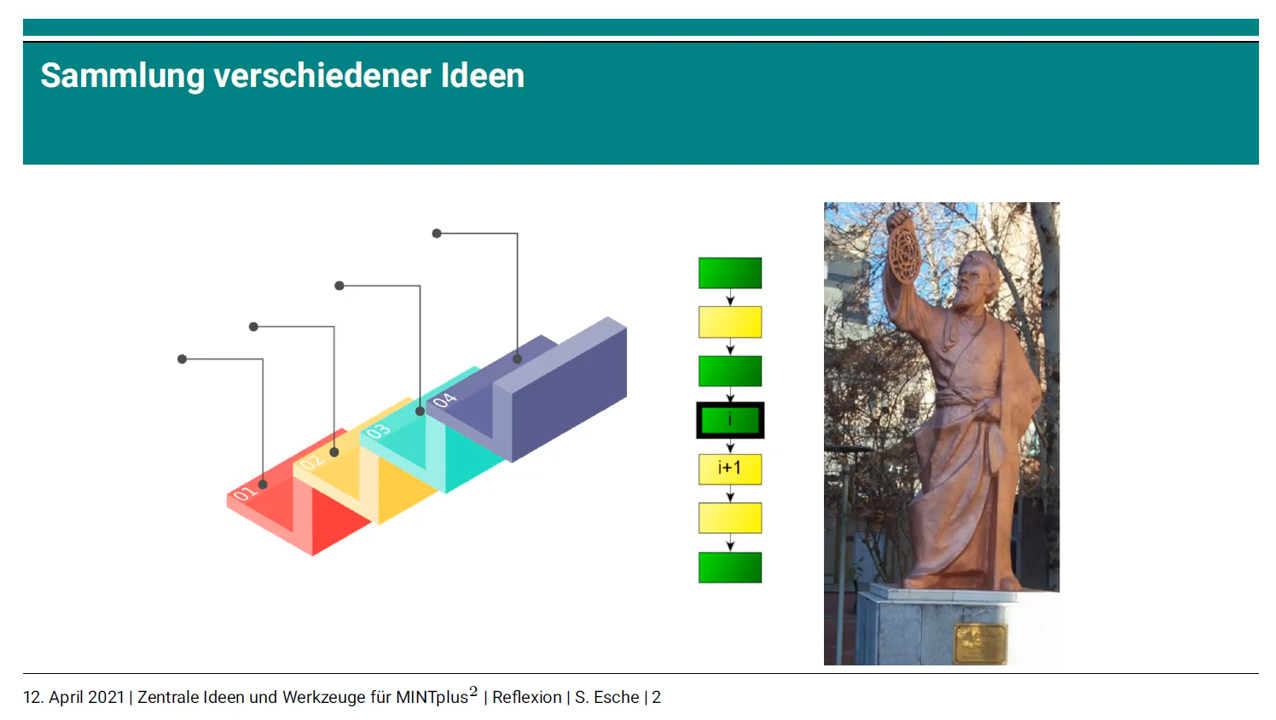 Sammlung verschiedener Ideen
01
02
03
04
i
i+1
12. April 2021 | Zentrale Ideen und Werkzeuge für MINTplus² | Reflexion | S. Esche | 2